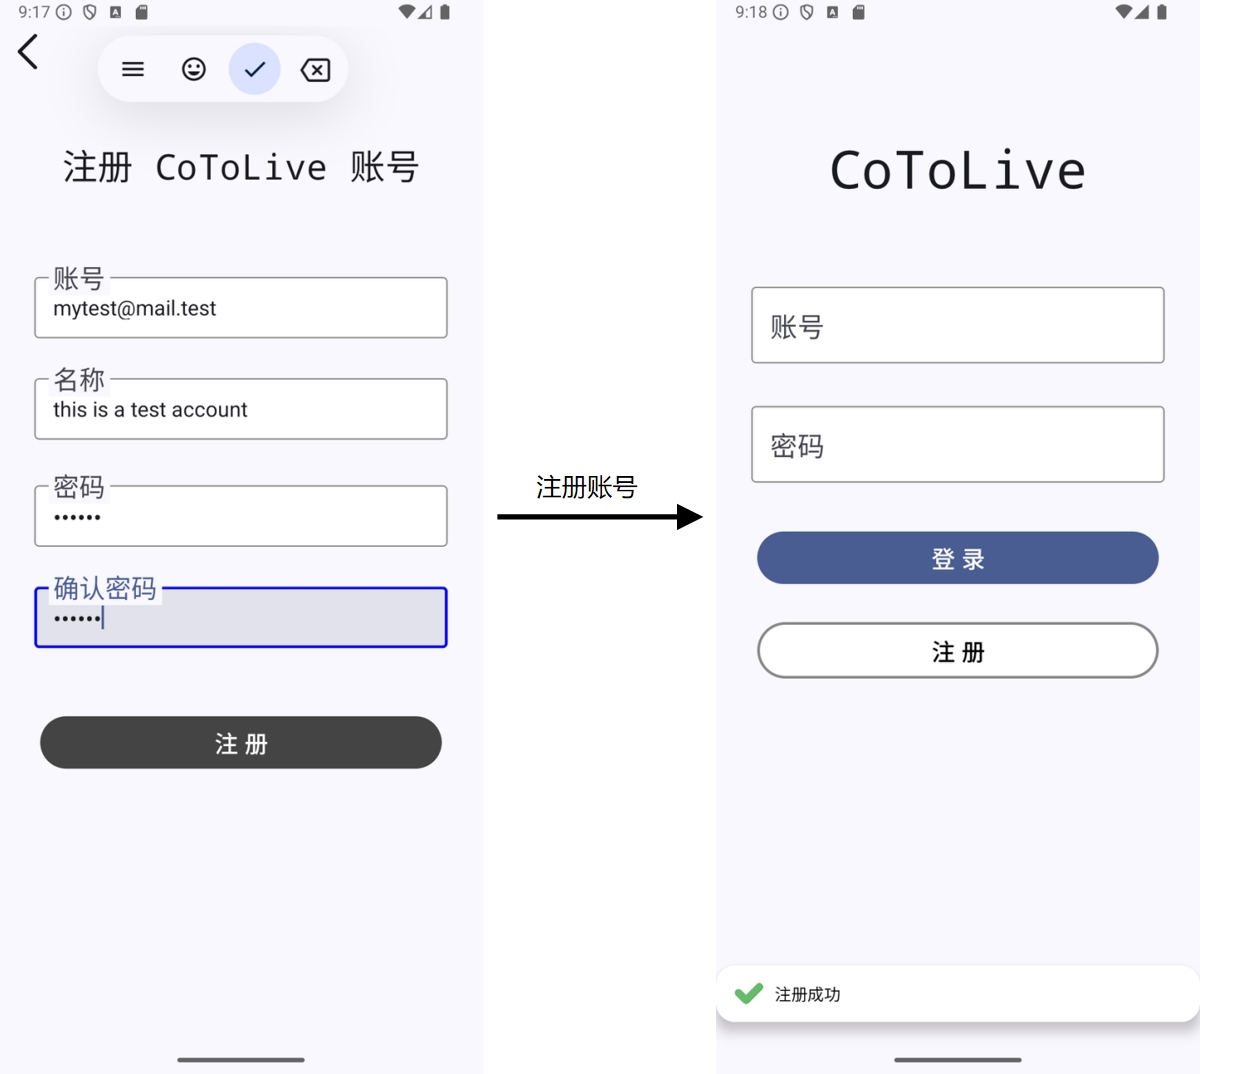 9:17
注册 CoToLive 账号
账号
mytest@mail.test
名称
this is a test account
密码
••••••
确认密码
••••••
注 册
注册账号
9:18
CoToLive
账号
密码
登 录
注 册
注册成功